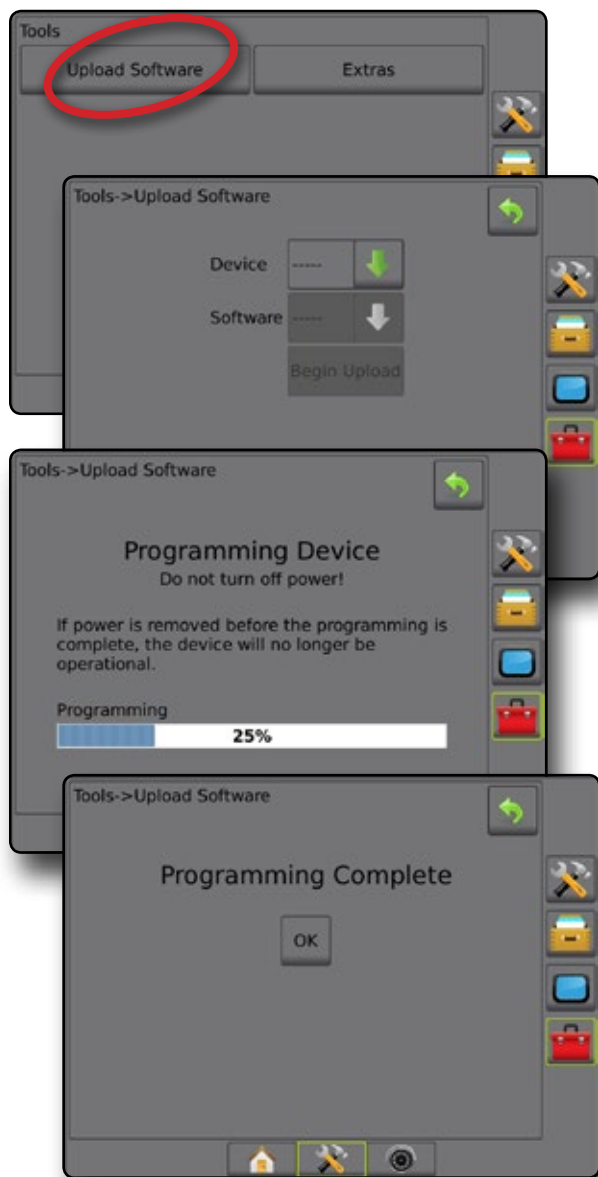 Tools
Upload Software
Extras
Tools->Upload Software
Device
-----
Software
-----
Begin Upload
Tools->Upload Software
Programming Device
Do not turn off power!
If power is removed before the programming is
complete, the device will no longer be
operational.
Programming
25%
Tools->Upload Software
Programming Complete
OK